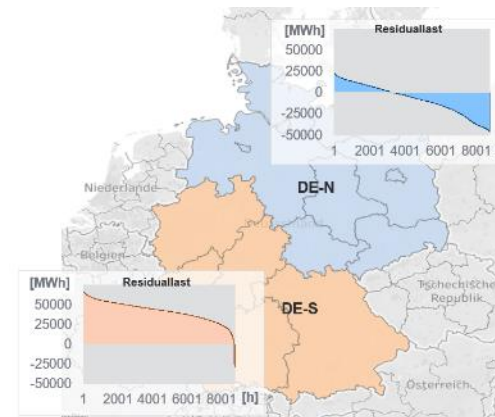 [MWh] Residuallast
50000
25000
0
-25000
-50000
1 2001 4001 6001 8001
Niederlande
DE-N
Belgien
[MWh] Residuallast
50000
25000
0
-25000
-50000
1 2001 4001 6001 8001 [h]
DE-S
Tschechische
Republik
Österreich